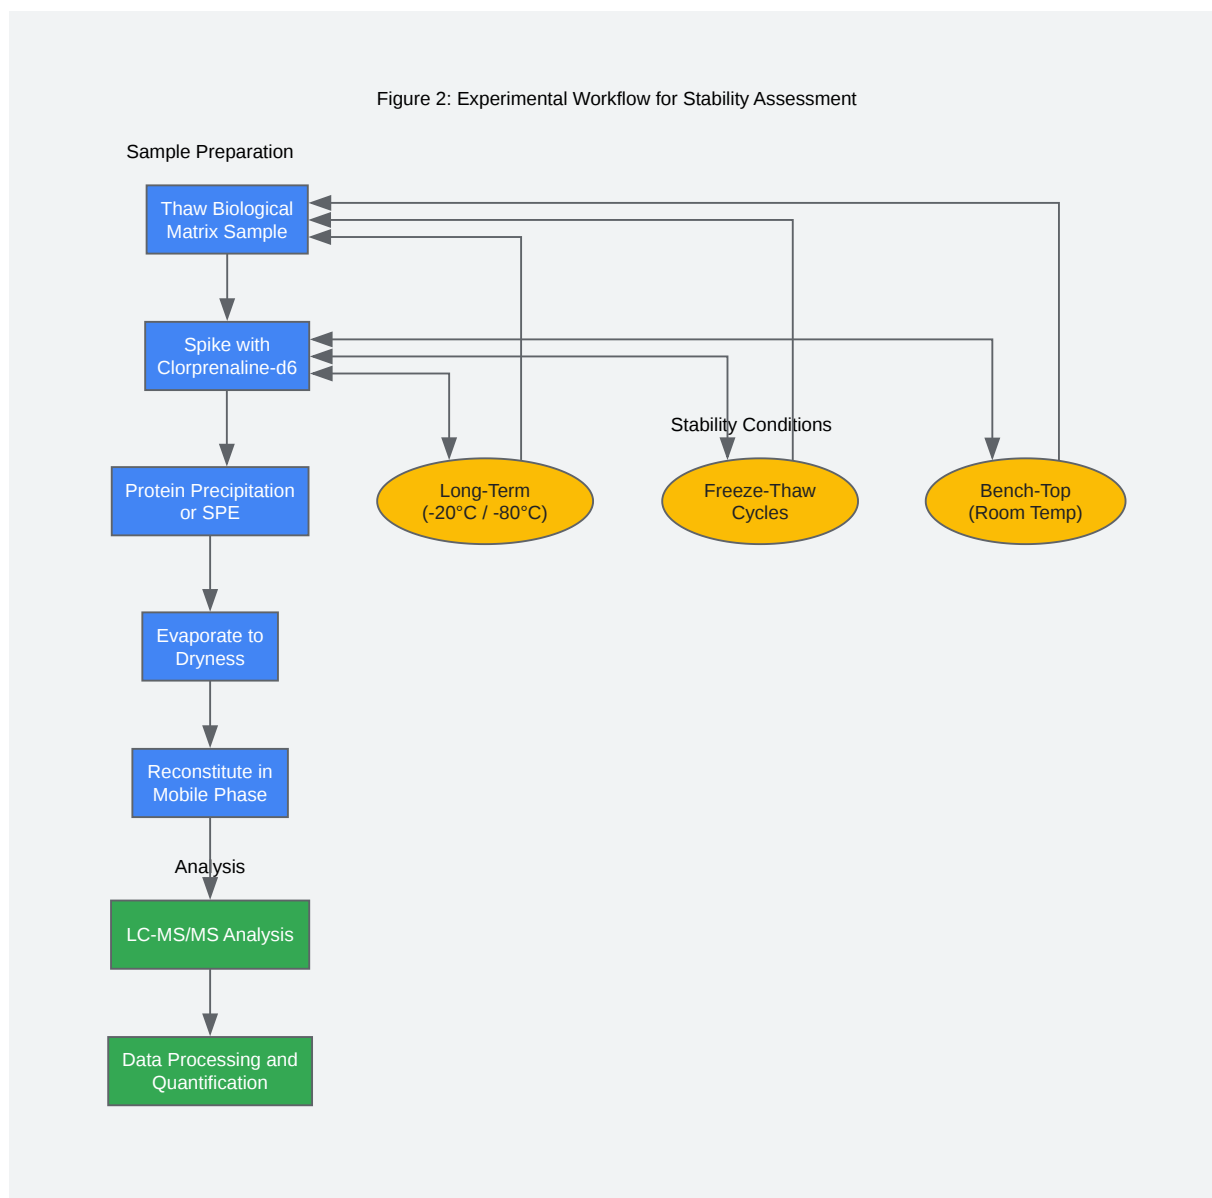 Figure 2: Experimental Workflow for Stability Assessment
Sample Preparation
Thaw Biological
Matrix Sample
Spike with
Clorprenaline-d6
Stability Conditions
Protein Precipitation
or SPE
Long-Term
(-20°C / -80°C)
Freeze-Thaw
Cycles
Bench-Top
(Room Temp)
Evaporate to
Dryness
Reconstitute in
Mobile Phase
Analysis
LC-MS/MS Analysis
Data Processing and
Quantification